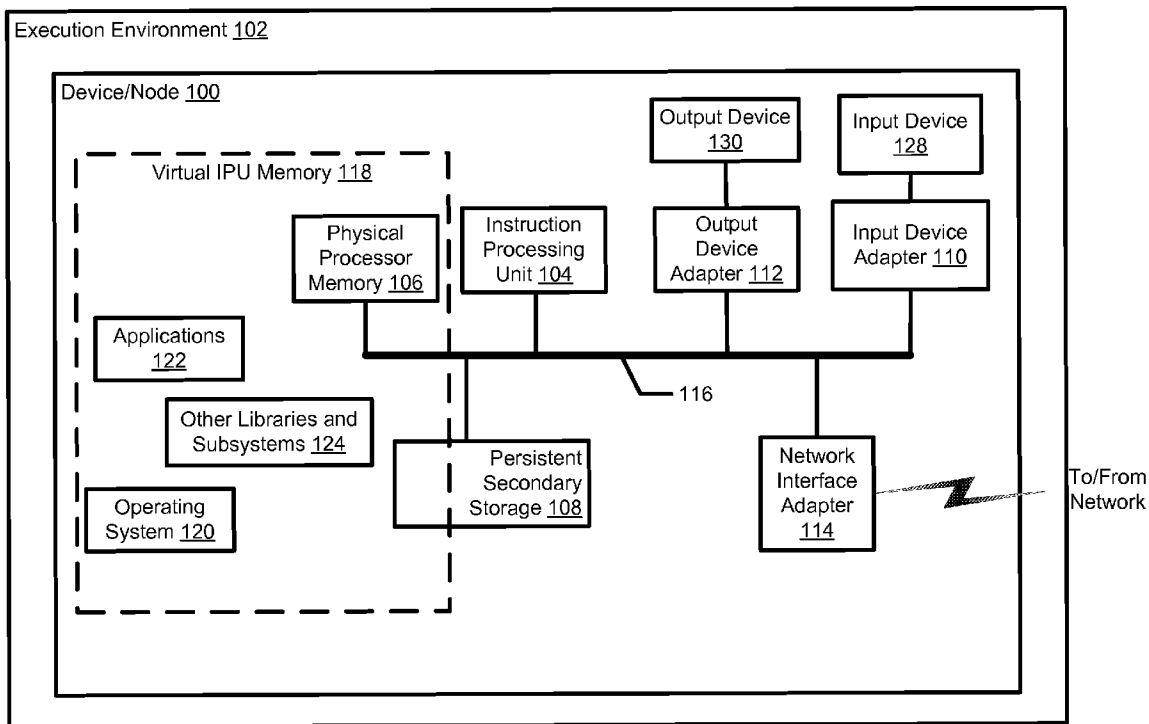 Execution Environment 102
Device/Node 100
Output Device
130
Input Device
128
Virtual IPU Memory 118
Physical
Processor
Memory 106
Instruction
Processing
Unit 104
Output
Device
Adapter 112
Input Device
Adapter 110
Applications
122
116
Other Libraries and
Subsystems 124
Persistent
Secondary
Storage 108
Network
Interface
Adapter
114
To/From
Network
Operating
System 120